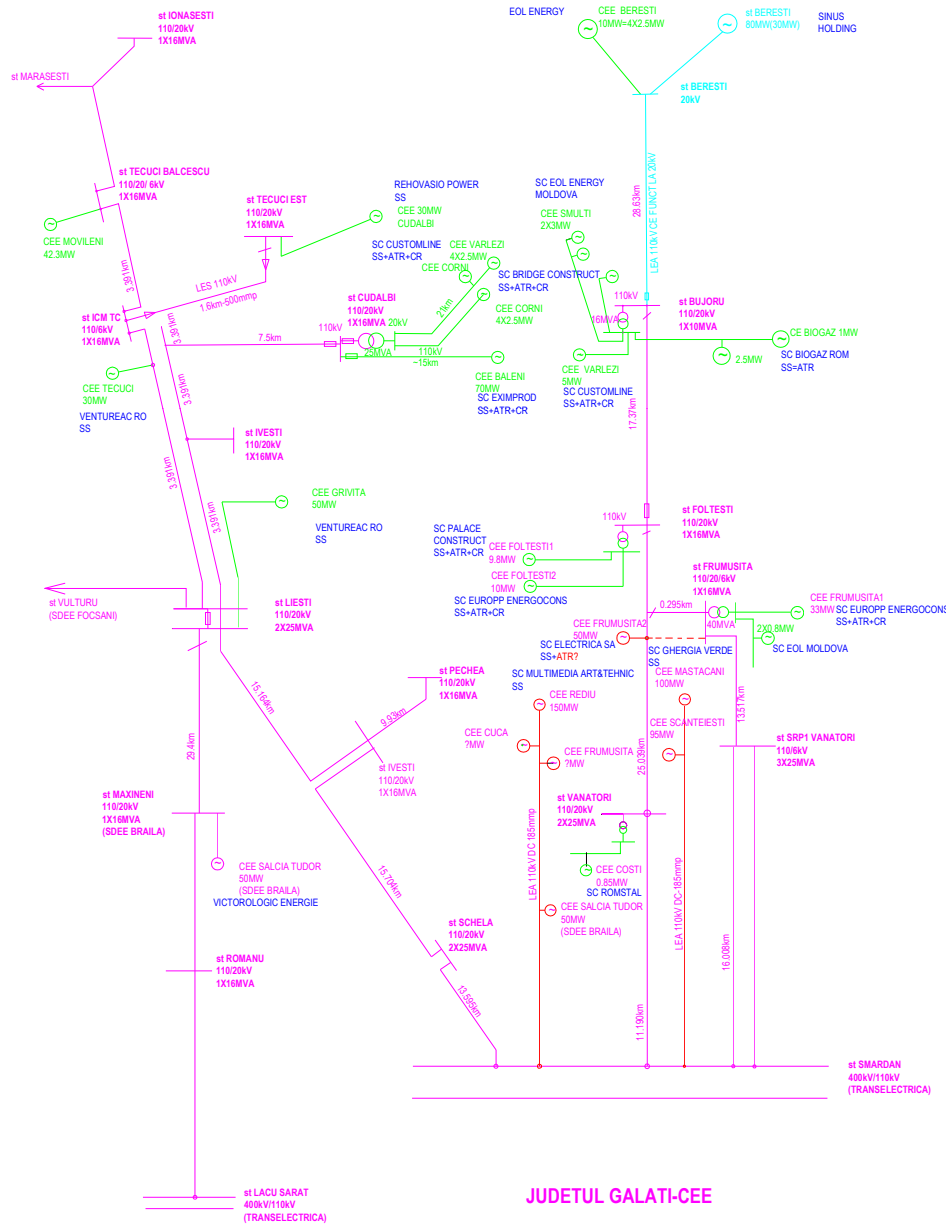 st IONASESTI
110/20kV
1X16MVA
st MARASESTI
EOL ENERGY
CEE BERESTI
10MW=4X2.5MW
st BERESTI
80MW(30MW)
SINUS
HOLDING
st BERESTI
20kV
28.63km
LEA 110kV CE FUNCT LA 20kV
st TECUCI BALCESCU
110/20/ 6kV
1X16MVA
CEE MOVILENI
42.3MW
st TECUCI EST
110/20kV
1X16MVA
REHOVASIO POWER
SS
CEE 30MW
CUDALBI
SC EOL ENERGY
MOLDOVA
CEE SMULTI
2X3MW
SC CUSTOMLINE
SS+ATR+CR
CEE VARLEZI
4X2.5MW
CEE CORNI
SC BRIDGE CONSTRUCT
SS+ATR+CR
CEE CORNI
4X2.5MW
21km
3.391km
LES 110kV
1.6km-500mmp
st ICM TC
110/6kV
1X16MVA
3.391km
7.5km
st CUDALBI
110/20kV
1X16MVA
20kV
110kV
25MVA
110kV
~15km
CEE BALENI
70MW
SC EXIMPROD
SS+ATR+CR
110kV
16MVA
st BUJORU
110/20kV
1X10MVA
CE BIOGAZ 1MW
2.5MW
SC BIOGAZ ROM
SS=ATR
CEE VARLEZI
5MW
SC CUSTOMLINE
SS+ATR+CR
17.37km
CEE TECUCI
30MW
VENTUREAC RO
SS
3.391km
3.391km
st IVESTI
110/20kV
1X16MVA
3.391km
CEE GRIVITA
50MW
VENTUREAC RO
SS
SC PALACE
CONSTRUCT
SS+ATR+CR
110kV
st FOLTESTI
110/20kV
1X16MVA
CEE FOLTESTI1
9.8MW
CEE FOLTESTI2
10MW
SC EUROPP ENERGOCONS
SS+ATR+CR
st FRUMUSITA
110/20/6kV
1X16MVA
0.295km
40MVA
CEE FRUMUSITA1
33MW
SC EUROPP ENERGOCONS
SS+ATR+CR
2X0.8MW
SC EOL MOLDOVA
CEE FRUMUSITA2
50MW
SC ELECTRICA SA
SS+ATR?
SC GHERGIA VERDE
SS
st VULTURU
(SDEE FOCSANI)
st LIESTI
110/20kV
2X25MVA
st PECHEA
110/20kV
1X16MVA
SC MULTIMEDIA ART&TEHNIC
SS
CEE REDIU
150MW
CEE MASTACANI
100MW
13.517km
15.164km
9.93km
CEE CUCA
?MW
CEE FRUMUSITA
?MW
CEE SCANTEIESTI
95MW
st SRP1 VANATORI
110/6kV
3X25MVA
29.4km
st IVESTI
110/20kV
1X16MVA
25.039km
st MAXINENI
110/20kV
1X16MVA
(SDEE BRAILA)
st VANATORI
110/20kV
2X25MVA
LEA 110kV DC 185mmp
LEA 110kV DC-185mmp
CEE SALCIA TUDOR
50MW
(SDEE BRAILA)
VICTOROLOGIC ENERGIE
15.704km
CEE COSTI
0.85MW
SC ROMSTAL
CEE SALCIA TUDOR
50MW
(SDEE BRAILA)
st SCHELA
110/20kV
2X25MVA
16.008km
st ROMANU
110/20kV
1X16MVA
13.595km
11.190km
st SMARDAN
400kV/110kV
(TRANSELECTRICA)
st LACU SARAT
400kV/110kV
(TRANSELECTRICA)
JUDETUL GALATI-CEE